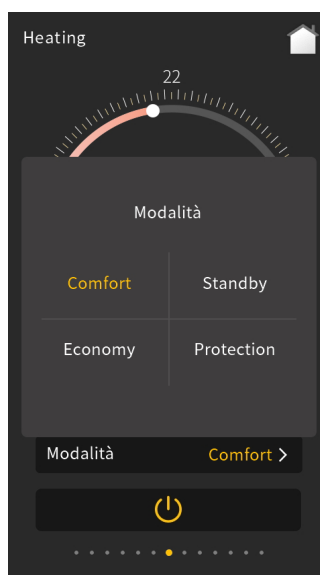 Heating
22
Modalità
Comfort
Standby
Economy
Protection
Modalità
Comfort